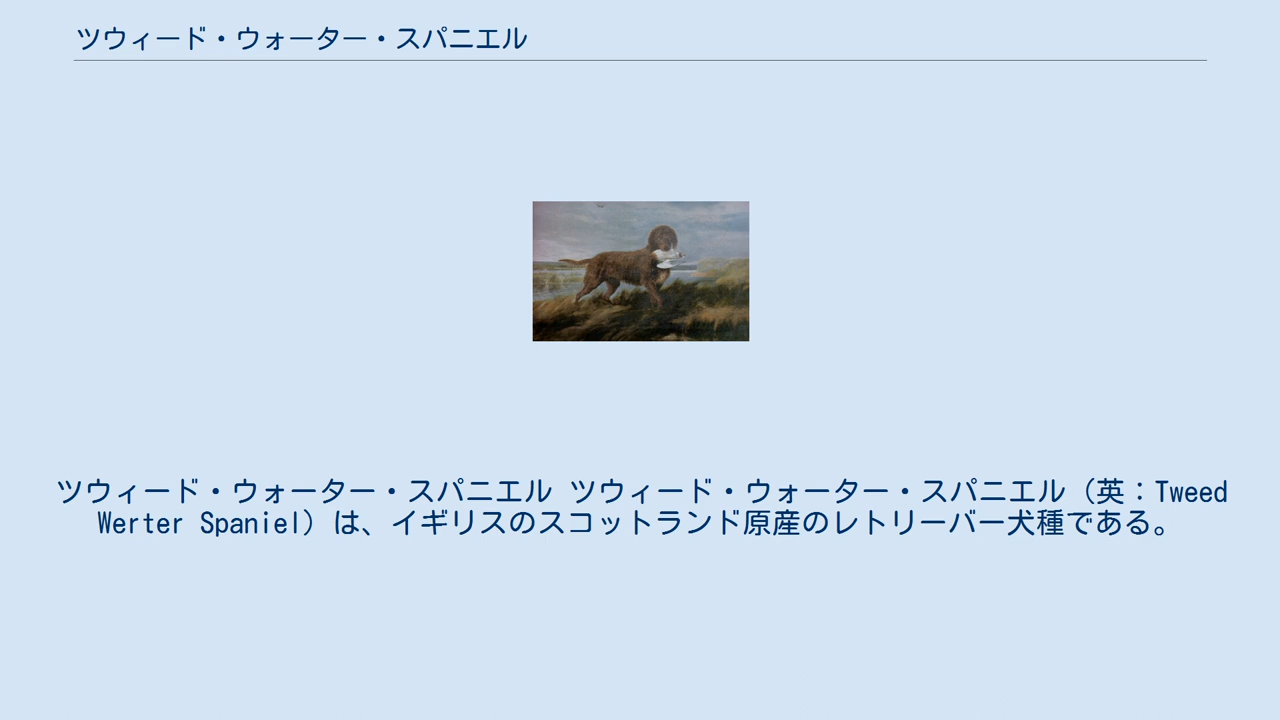 ツウィード・ウォーター・スパニエル
ツウィード・ウォーター・スパニエル ツウィード・ウォーター・スパニエル（英：Tweed
Werter Spaniel）は、イギリスのスコットランド原産のレトリーバー犬種である。